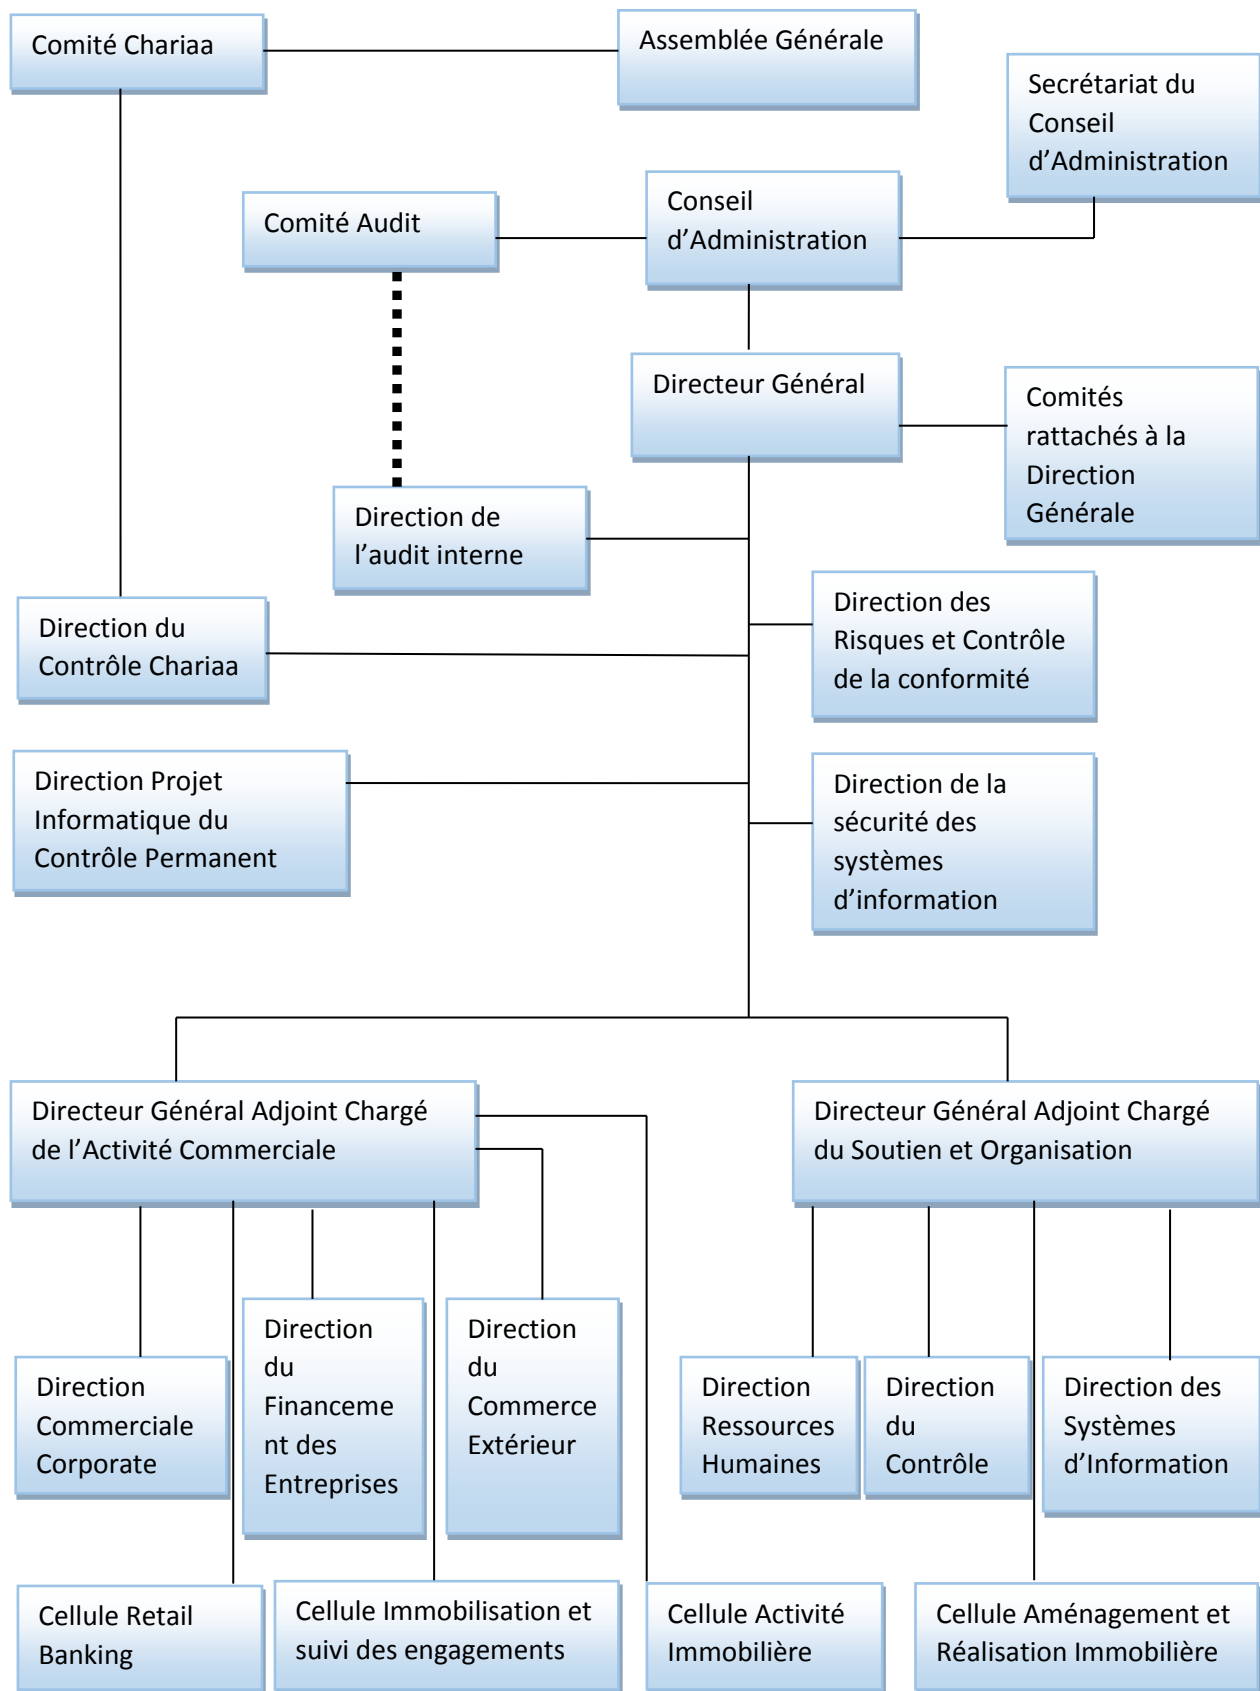 Comité Chariaa
Assemblée Générale
Secrétariat du
Conseil
d’Administration
Comité Audit
Conseil
d’Administration
Directeur Général
Comités
rattachés à la
Direction
Générale
Direction de
l’audit interne
Direction des
Risques et Contrôle
de la conformité
Direction du
Contrôle Chariaa
Direction Projet
Informatique du
Contrôle Permanent
Direction de la
sécurité des
systèmes
d’information
Directeur Général Adjoint Chargé
de l’Activité Commerciale
Directeur Général Adjoint Chargé
du Soutien et Organisation
Direction
Commerciale
Corporate
Direction
du
Financeme
nt des
Entreprises
Direction
du
Commerce
Extérieur
Direction
Ressources
Humaines
Direction
du
Contrôle
Direction des
Systèmes
d’Information
Cellule Retail
Banking
Cellule Immobilisation et
suivi des engagements
Cellule Activité
Immobilière
Cellule Aménagement et
Réalisation Immobilière